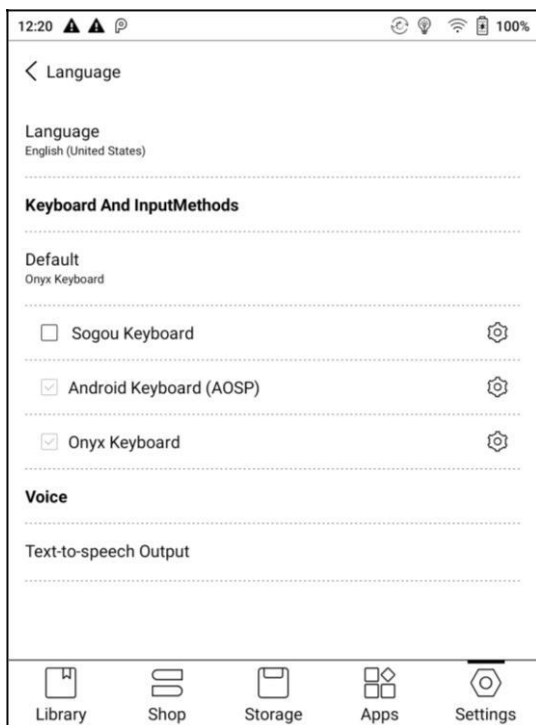 12:20 100%
Language
Language
English (United States)
Keyboard And InputMethods
Default
Onyx Keyboard
Sogou Keyboard
Android Keyboard (AOSP)
Onyx Keyboard
Voice
Text-to-speech Output
Library Shop Storage Apps Settings